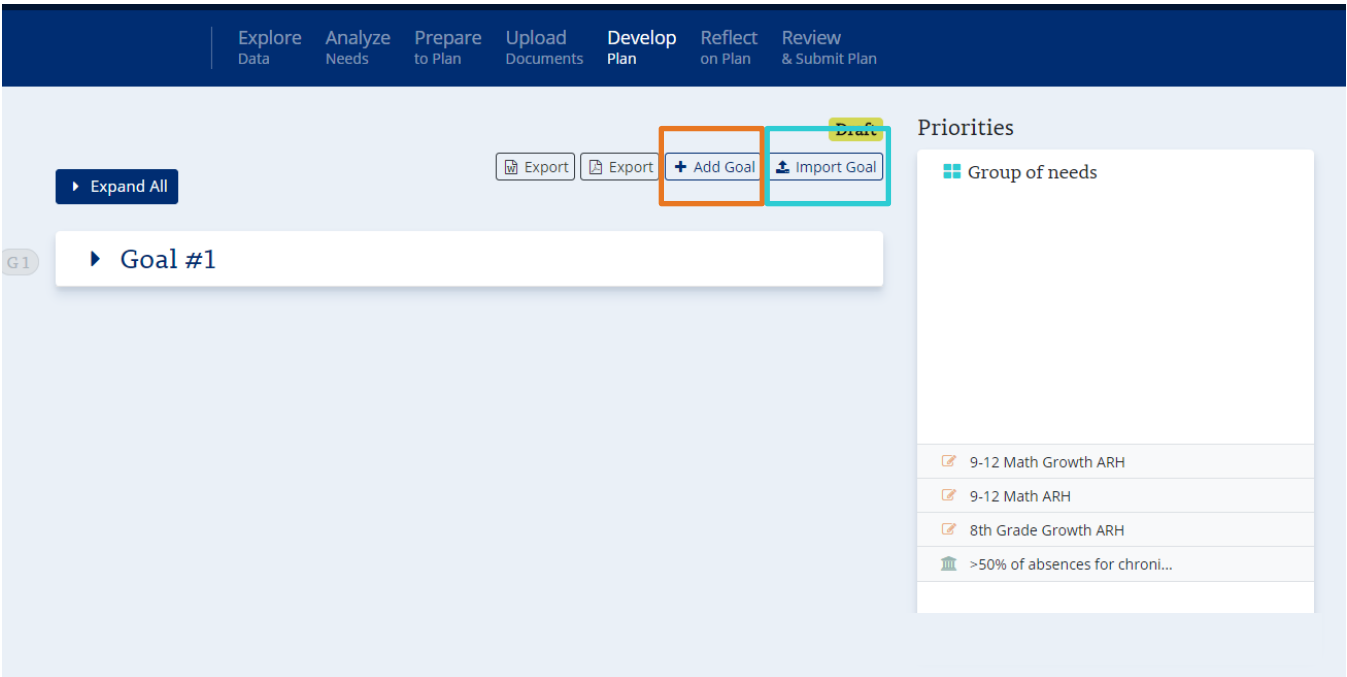 Explore Analyze Prepare Upload Develop Reflect Review
Data Needs to Plan Documents Plan on Plan & Submit Plan
Draft
Export Export + Add Goal Import Goal
Expand All
G1 Goal #1
Priorities
Group of needs
9-12 Math Growth ARH
9-12 Math ARH
8th Grade Growth ARH
>50% of absences for chroni...